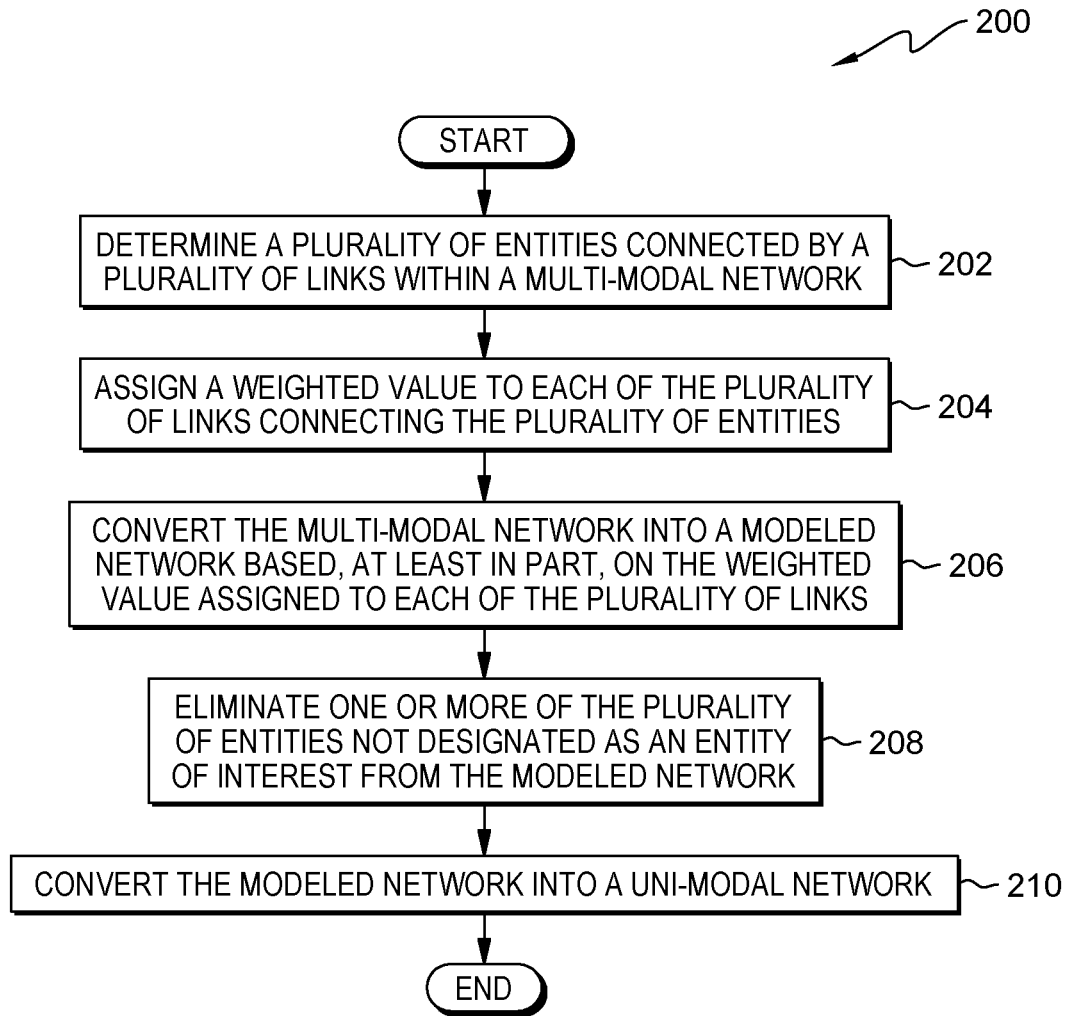 200
START
DETERMINE A PLURALITY OF ENTITIES CONNECTED BY A
PLURALITY OF LINKS WITHIN A MULTI-MODAL NETWORK
202
ASSIGN A WEIGHTED VALUE TO EACH OF THE PLURALITY
OF LINKS CONNECTING THE PLURALITY OF ENTITIES
204
CONVERT THE MULTI-MODAL NETWORK INTO A MODELED
NETWORK BASED, AT LEAST IN PART, ON THE WEIGHTED
VALUE ASSIGNED TO EACH OF THE PLURALITY OF LINKS
206
ELIMINATE ONE OR MORE OF THE PLURALITY
OF ENTITIES NOT DESIGNATED AS AN ENTITY
OF INTEREST FROM THE MODELED NETWORK
208
CONVERT THE MODELED NETWORK INTO A UNI-MODAL NETWORK
210
END